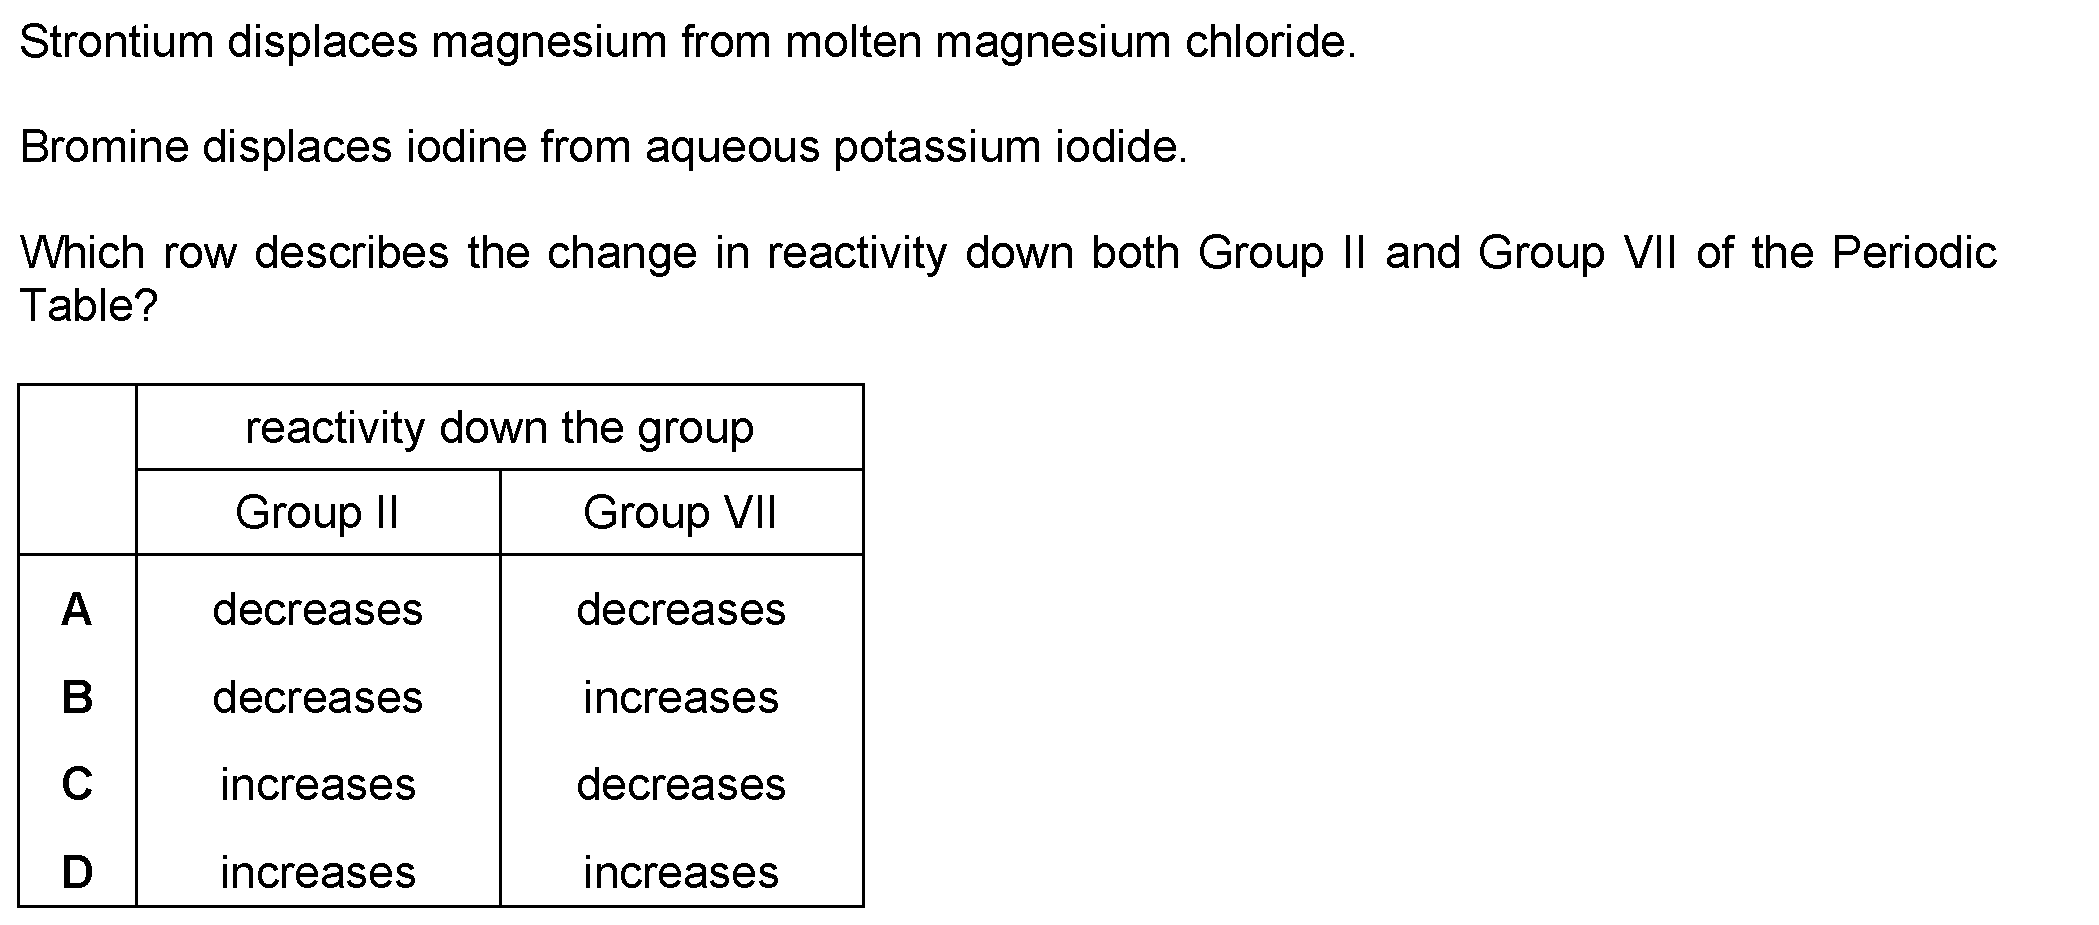 Strontium displaces magnesium from molten magnesium chloride.
Bromine displaces iodine from aqueous potassium iodide.
Which row describes the change in reactivity down both Group II and Group VII of the Periodic
Table?
reactivity down the group
Group II Group VII
A decreases decreases
B decreases increases
C increases decreases
D increases increases